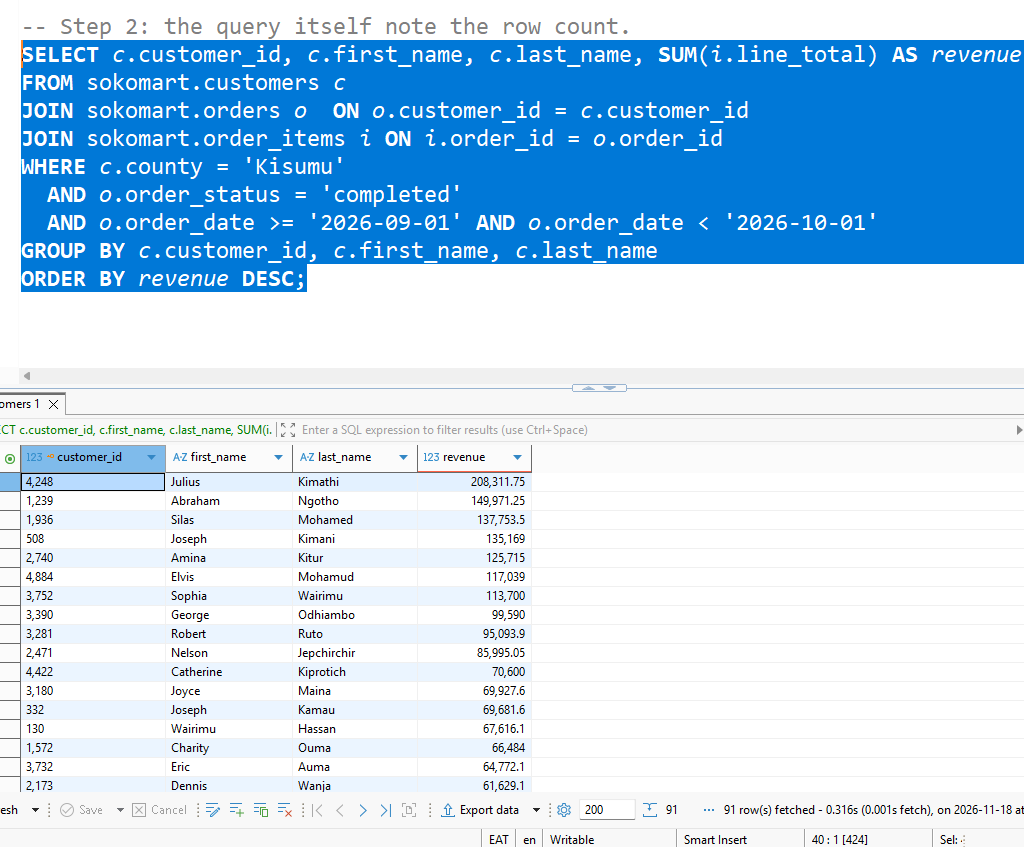 -- Step 2: the query itself note the row count.
SELECT c.customer_id, c.first_name, c.last_name, SUM(i.line_total) AS revenue
FROM sokomart.customers c
JOIN sokomart.orders o  ON o.customer_id = c.customer_id
JOIN sokomart.order_items i ON i.order_id = o.order_id
WHERE c.county = 'Kisumu'
  AND o.order_status = 'completed'
  AND o.order_date >= '2026-09-01' AND o.order_date < '2026-10-01'
GROUP BY c.customer_id, c.first_name, c.last_name
ORDER BY revenue DESC;
omers 1
CT c.customer_id, c.first_name, c.last_name, SUM(i. Enter a SQL expression to filter results (use Ctrl+Space)
123 customer_id A-Z first_name A-Z last_name 123 revenue
4,248 Julius Kimathi 208,311.75
1,239 Abraham Ngotho 149,971.25
1,936 Silas Mohamed 137,753.5
508 Joseph Kimani 135,169
2,740 Amina Kitur 125,715
4,884 Elvis Mohamud 117,039
3,752 Sophia Wairimu 113,700
3,390 George Odhiambo 99,590
3,281 Robert Ruto 95,093.9
2,471 Nelson Jepchirchir 85,995.05
4,422 Catherine Kiprotich 70,600
3,180 Joyce Maina 69,927.6
332 Joseph Kamau 69,681.6
130 Wairimu Hassan 67,616.1
1,572 Charity Ouma 66,484
3,732 Eric Auma 64,772.1
2,173 Dennis Wanja 61,629.1
esh Save Cancel Export data 200 91 ··· 91 row(s) fetched - 0.316s (0.001s fetch), on 2026-11-18 at
EAT en Writable Smart Insert 40 : 1 [424] Sel: